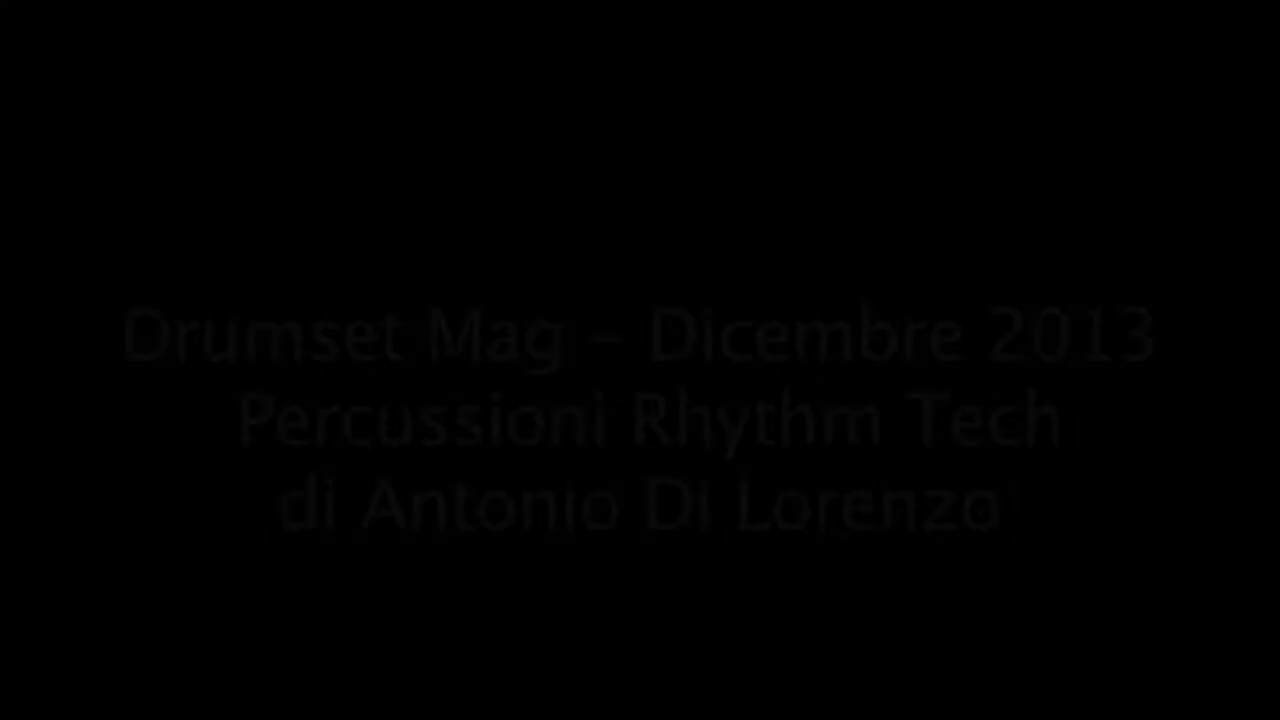 Drumset Mag – Dicembre 2013
Percussioni Rhythm Tech
di Antonio Di Lorenzo